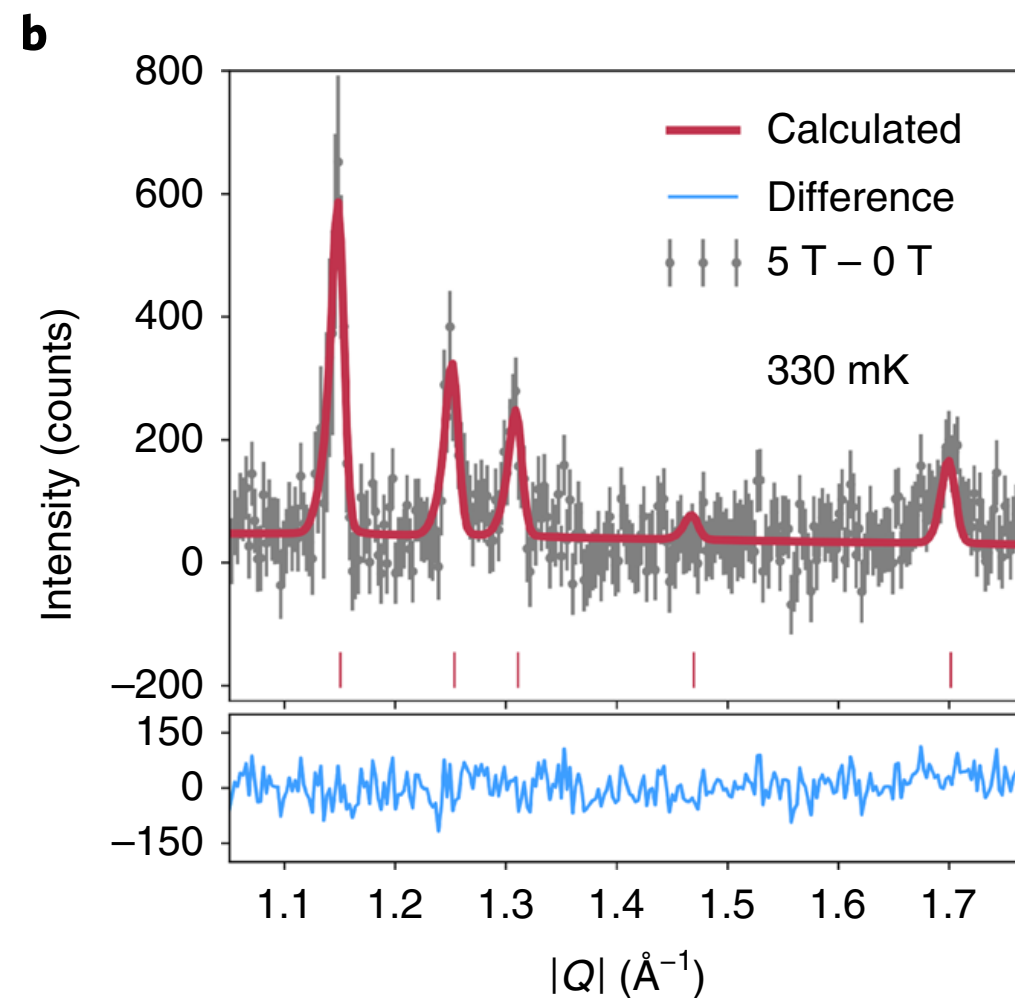 b
800
600
400
200
0
–200
Intensity (counts)
Calculated
Difference
5 T – 0 T
330 mK
150
0
–150
1.1 1.2 1.3 1.4 1.5 1.6 1.7
|Q| (Å⁻¹)